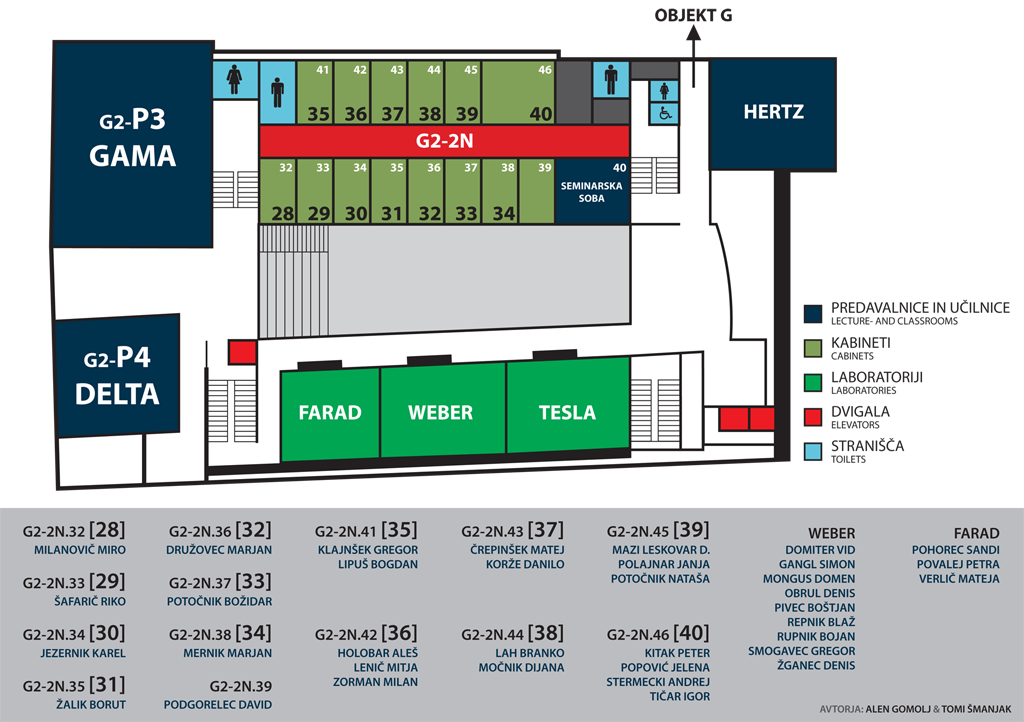 OBJEKT G
G2-P3
GAMA
41
42
43
44
45
46
35
36
37
38
39
40
HERTZ
G2-2N
32
33
34
35
36
37
38
39
40
SEMINARSKA
SOBA
28
29
30
31
32
33
34
G2-P4
DELTA
FARAD
WEBER
TESLA
PREDAVALNICE IN UČILNICE
LECTURE- AND CLASSROOMS
KABINETI
CABINETS
LABORATORIJI
LABORATORIES
DVIGALA
ELEVATORS
STRANIŠČA
TOILETS
G2-2N.32 [28]
MILANOVIČ MIRO
G2-2N.33 [29]
ŠAFARIČ RIKO
G2-2N.34 [30]
JEZERNIK KAREL
G2-2N.35 [31]
ŽALIK BORUT
G2-2N.36 [32]
DRUŽOVEC MARJAN
G2-2N.37 [33]
POTOČNIK BOŽIDAR
G2-2N.38 [34]
MERNIK MARJAN
G2-2N.39
PODGORELEC DAVID
G2-2N.41 [35]
KLAJNŠEK GREGOR
LIPUŠ BOGDAN
G2-2N.42 [36]
HOLOBAR ALEŠ
LENIČ MITJA
ZORMAN MILAN
G2-2N.43 [37]
ČREPINŠEK MATEJ
KORŽE DANILO
G2-2N.44 [38]
LAH BRANKO
MOČNIK DIJANA
G2-2N.45 [39]
MAZI LESKOVAR D.
POLAJNAR JANJA
POTOČNIK NATAŠA
G2-2N.46 [40]
KITAK PETER
POPOVIĆ JELENA
STERMECKI ANDREJ
TIČAR IGOR
WEBER
DOMITER VID
GANGL SIMON
MONGUS DOMEN
OBRUL DENIS
PIVEC BOŠTJAN
REPNIK BLAŽ
RUPNIK BOJAN
SMOGAVEC GREGOR
ŽGANEC DENIS
FARAD
POHOREC SANDI
POVALEJ PETRA
VERLIČ MATEJA
AVTORJA: ALEN GOMOLJ & TOMI ŠMANJAK